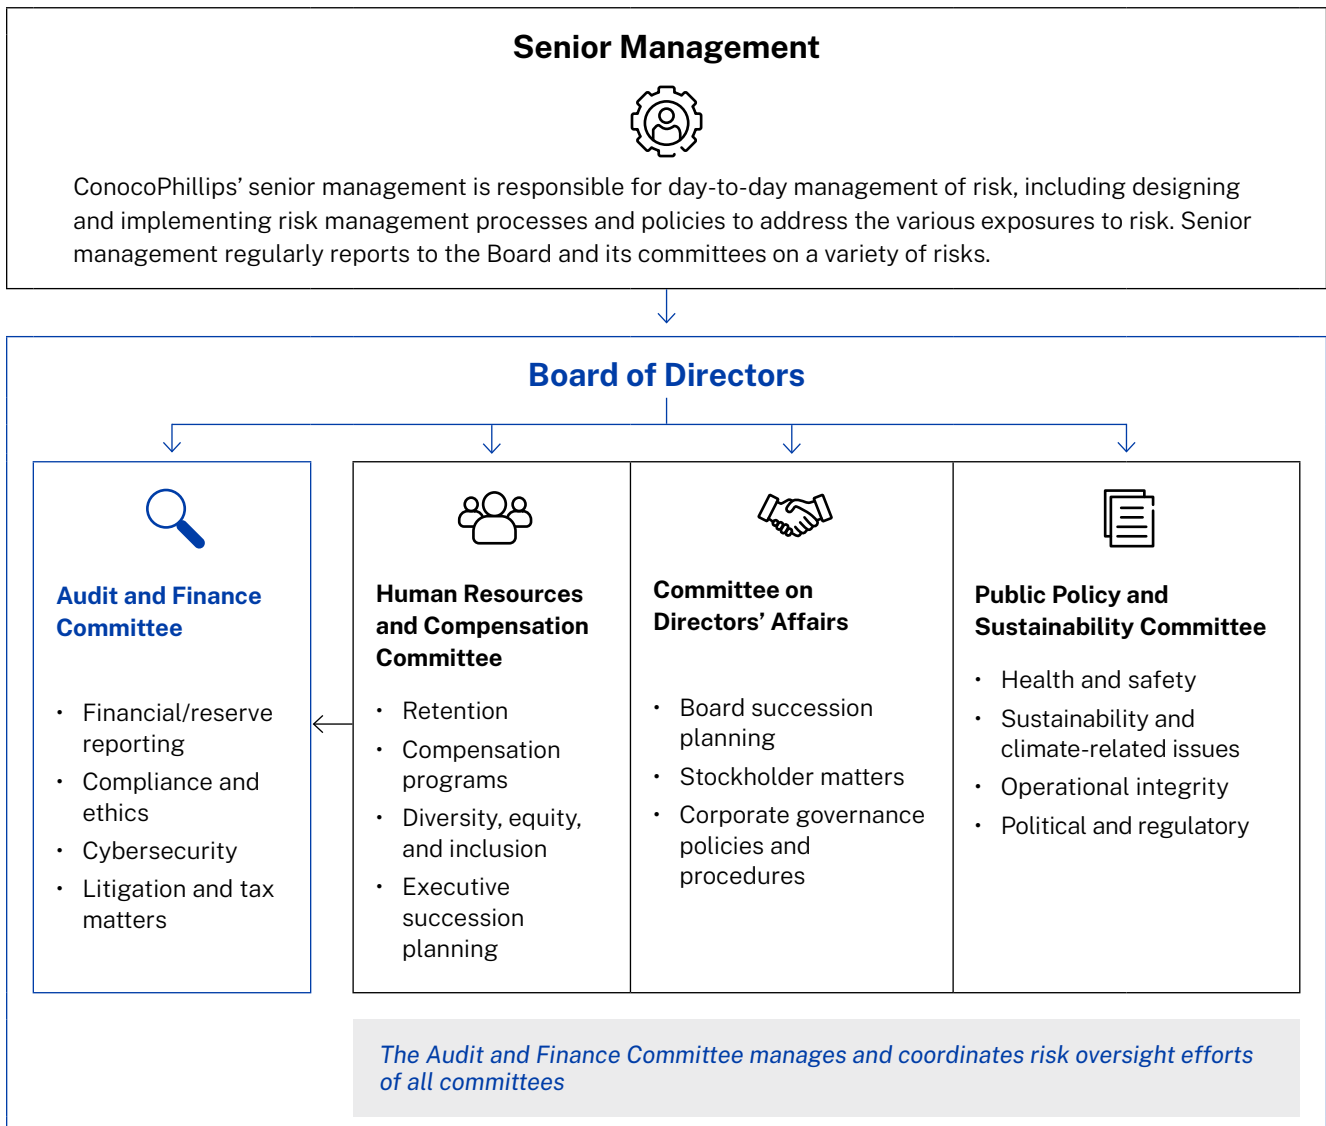 Senior Management
ConocoPhillips’ senior management is responsible for day-to-day management of risk, including designing
and implementing risk management processes and policies to address the various exposures to risk. Senior
management regularly reports to the Board and its committees on a variety of risks.
Board of Directors
Audit and Finance
Committee
• Financial/reserve
reporting
• Compliance and
ethics
• Cybersecurity
• Litigation and tax
matters
Human Resources
and Compensation
Committee
• Retention
• Compensation
programs
• Diversity, equity,
and inclusion
• Executive
succession
planning
Committee on
Directors’ Affairs
• Board succession
planning
• Stockholder matters
• Corporate governance
policies and
procedures
Public Policy and
Sustainability Committee
• Health and safety
• Sustainability and
climate-related issues
• Operational integrity
• Political and regulatory
The Audit and Finance Committee manages and coordinates risk oversight efforts
of all committees